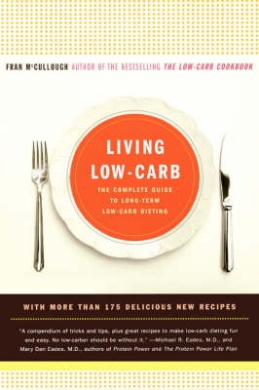 FRAN McCULLOUGH AUTHOR OF THE BESTSELLING THE LOW-CARB COOKBOOK
LIVING
LOW-CARB
THE COMPLETE GUIDE
TO LONG-TERM
LOW-CARB DIETING
WITH MORE THAN 175 DELICIOUS NEW RECIPES
"A compendium of tricks and tips, plus great recipes to make low-carb dieting fun
and easy. No low-carber should be without it." —Michael R. Eades, M.D., and
Mary Dan Eades, M.D., authors of Protein Power and The Protein Power Life Plan